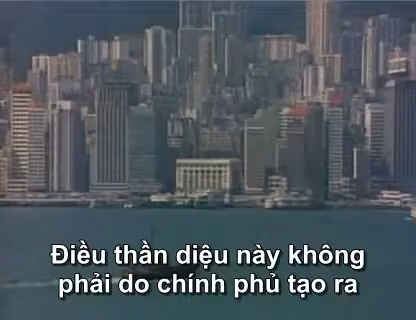 Điều thần diệu này không
phải do chính phủ tạo ra